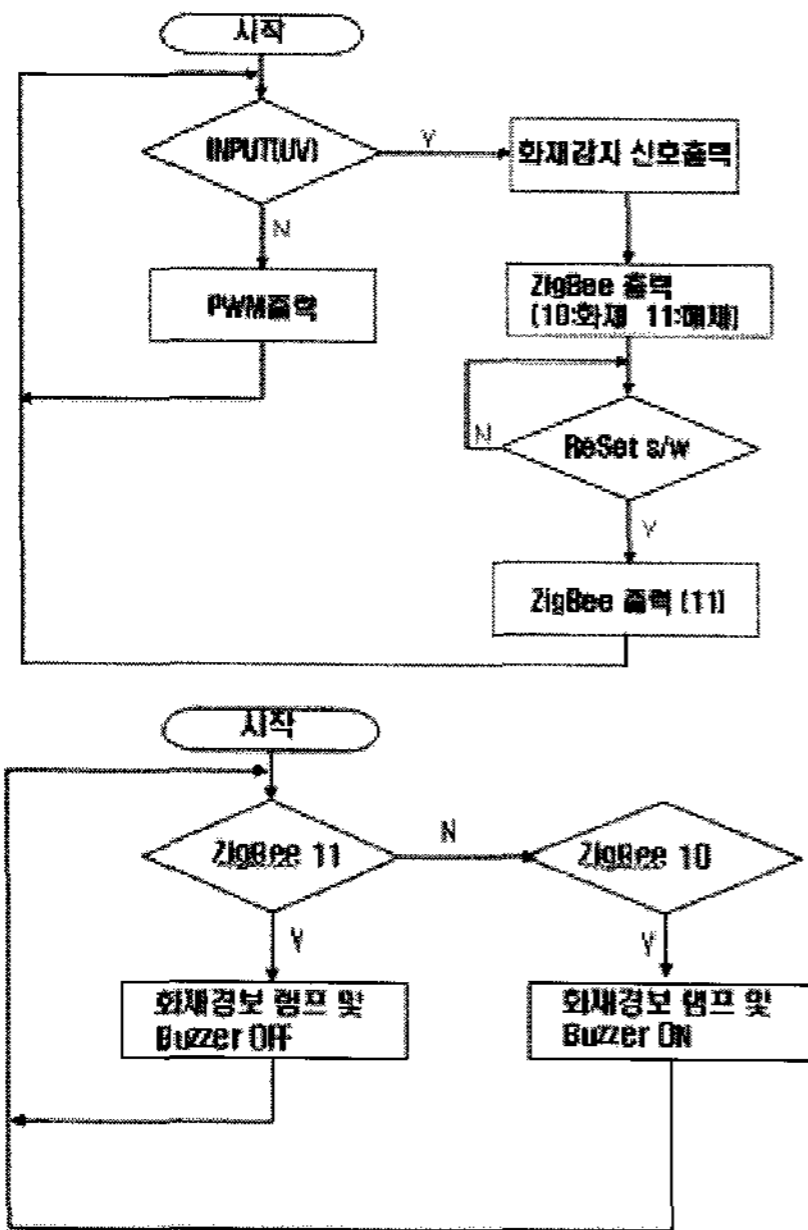 시작
INPUT(UV)
Y
화재감지 신호출력
N
PWM출력
ZigBee 출력
(10:화재 11:해제)
N
ReSet s/w
Y
ZigBee 출력 (11)
시작
ZigBee 11
N
ZigBee 10
Y
Y
화재경보 램프 및
Buzzer OFF
화재경보 램프 및
Buzzer ON